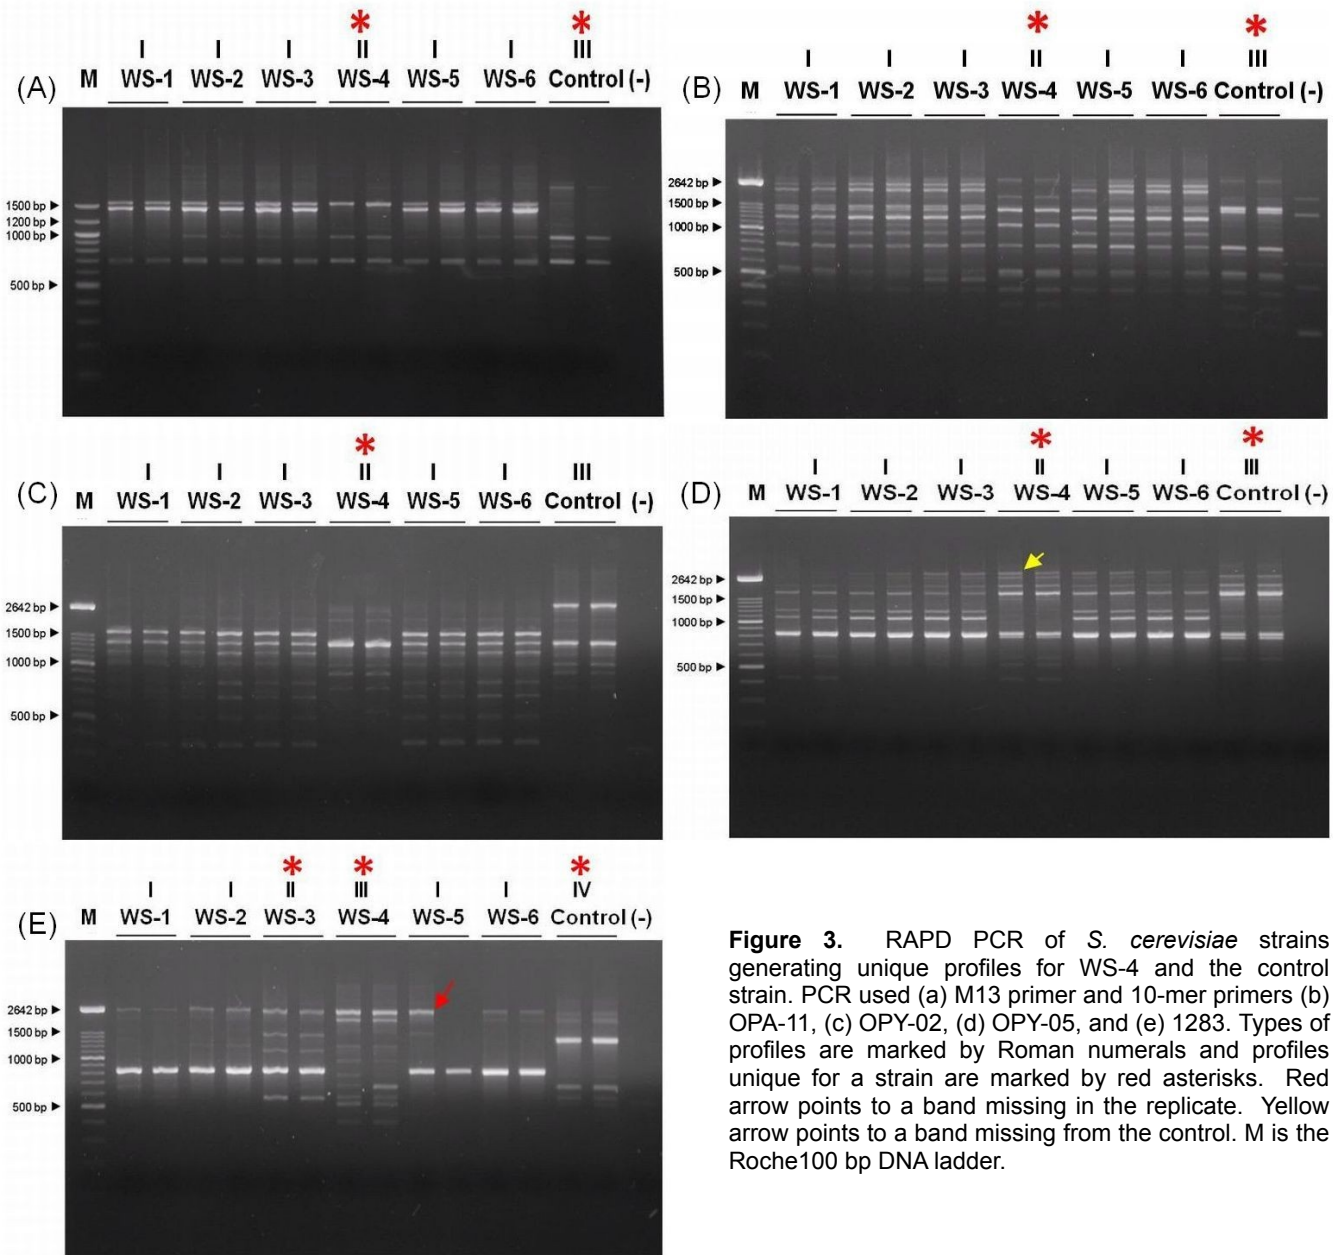 I I I II I I III
(A) M WS-1 WS-2 WS-3 WS-4 WS-5 WS-6 Control (-)
1500 bp
1200 bp
1000 bp
500 bp
I I I II I I III
(B) M WS-1 WS-2 WS-3 WS-4 WS-5 WS-6 Control (-)
2642 bp
1500 bp
1000 bp
500 bp
I I I II I I III
(C) M WS-1 WS-2 WS-3 WS-4 WS-5 WS-6 Control (-)
2642 bp
1500 bp
1000 bp
500 bp
I I I II I I III
(D) M WS-1 WS-2 WS-3 WS-4 WS-5 WS-6 Control (-)
2642 bp
1500 bp
1000 bp
500 bp
I I II III I I IV
(E) M WS-1 WS-2 WS-3 WS-4 WS-5 WS-6 Control (-)
2642 bp
1500 bp
1000 bp
500 bp
Figure 3. RAPD PCR of S. cerevisiae strains
generating unique profiles for WS-4 and the control
strain. PCR used (a) M13 primer and 10-mer primers (b)
OPA-11, (c) OPY-02, (d) OPY-05, and (e) 1283. Types of
profiles are marked by Roman numerals and profiles
unique for a strain are marked by red asterisks. Red
arrow points to a band missing in the replicate. Yellow
arrow points to a band missing from the control. M is the
Roche100 bp DNA ladder.